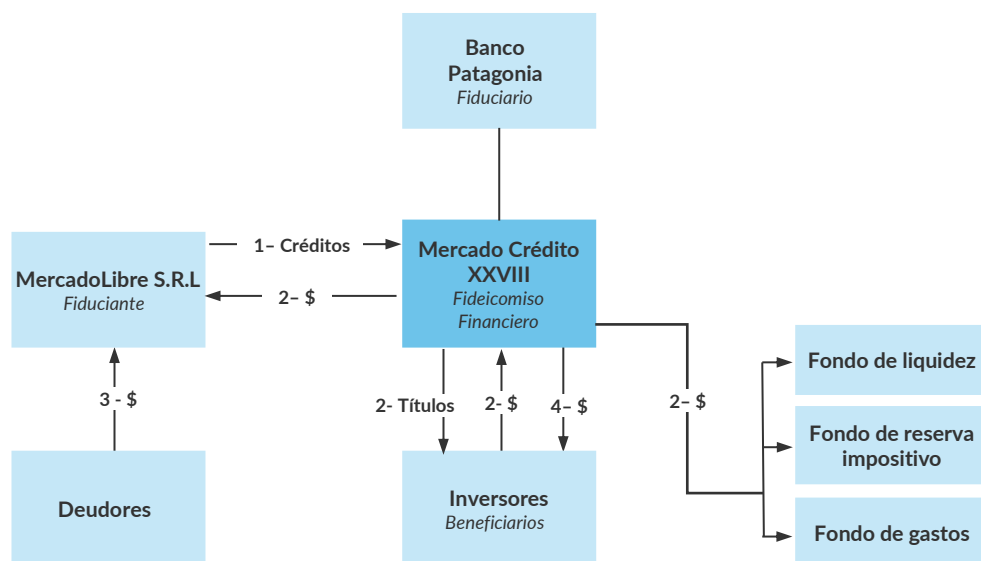 Banco
Patagonia
Fiduciario
1– Créditos
Mercado Crédito
XXVIII
Fideicomiso
Financiero
MercadoLibre S.R.L
Fiduciante
2– $
3 - $
2- Títulos
2- $
4– $
2– $
Fondo de liquidez
Fondo de reserva
impositivo
Fondo de gastos
Deudores
Inversores
Beneficiarios